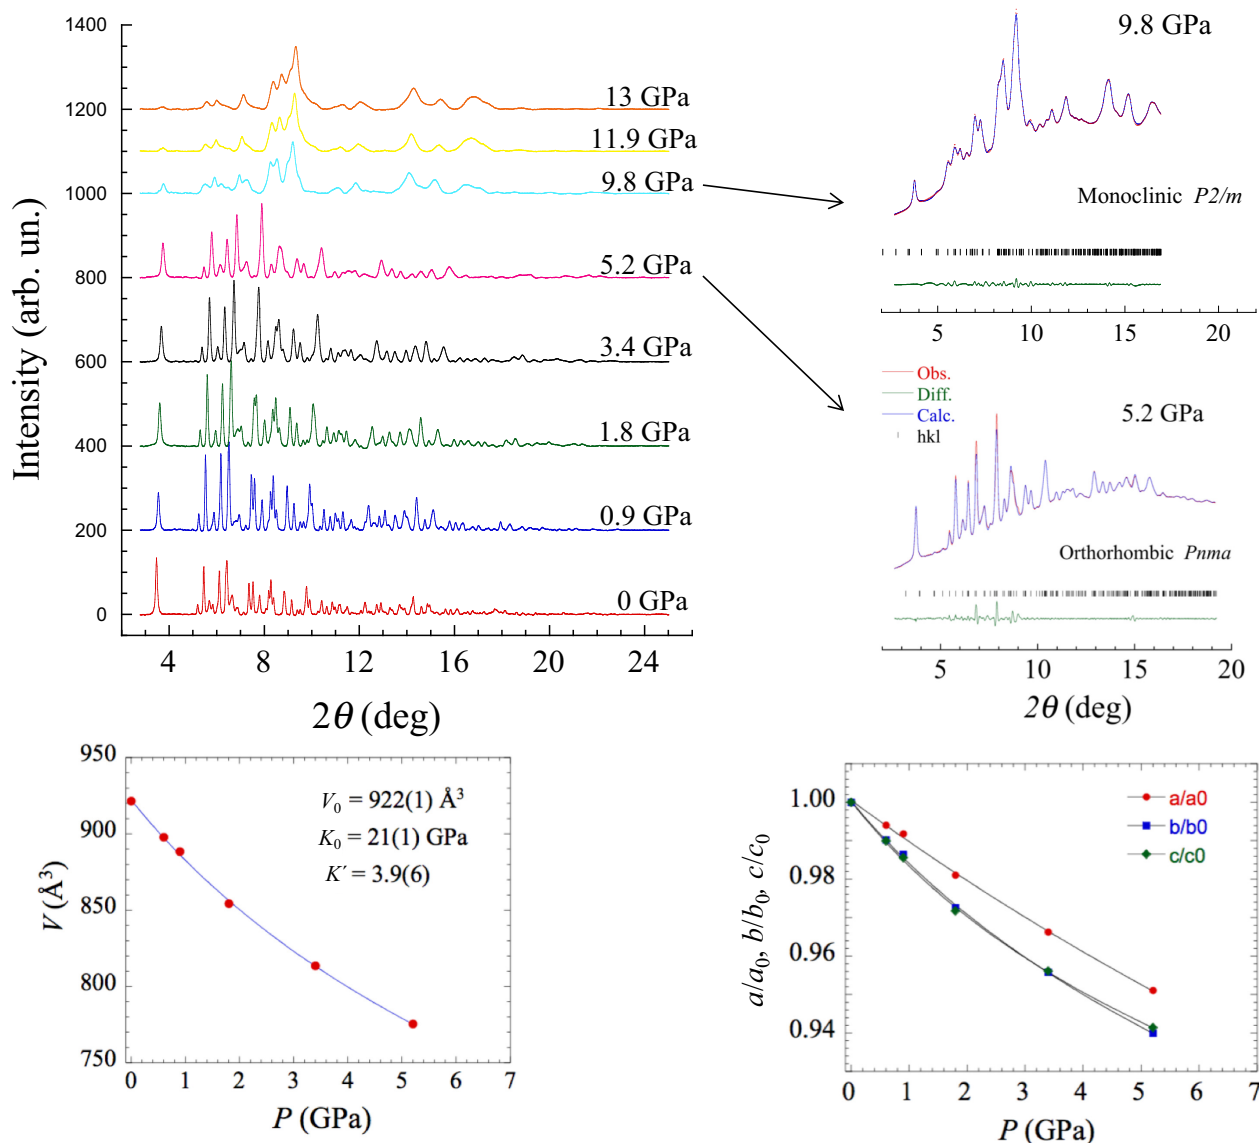 1400
1200
1000
800
600
400
200
0
Intensity (arb. un.)
13 GPa
11.9 GPa
9.8 GPa
5.2 GPa
3.4 GPa
1.8 GPa
0.9 GPa
0 GPa
4 8 12 16 20 24
2θ (deg)
9.8 GPa
Monoclinic P2/m
5 10 15 20
Obs.
Diff.
Calc.
hkl
5.2 GPa
Orthorhombic Pnma
5 10 15 20
2θ (deg)
950
900
850
800
750
V (Å³)
V₀ = 922(1) Å³
K₀ = 21(1) GPa
K′ = 3.9(6)
0 1 2 3 4 5 6 7
P (GPa)
1.00
0.98
0.96
0.94
a/a₀, b/b₀, c/c₀
a/a0
b/b0
c/c0
0 1 2 3 4 5 6 7
P (GPa)